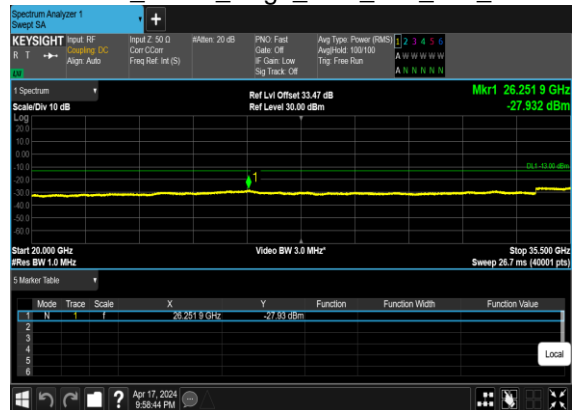 Spectrum Analyzer 1
Swept SA
KEYSIGHT
R T
LW
Input: RF
Coupling: DC
Align: Auto
Input Z: 50 Ω
Corr CCorr
Freq Ref: Int (S)
#Atten: 20 dB
PNO: Fast
Gate: Off
IF Gain: Low
Sig Track: Off
Avg Type: Power (RMS)
Avg|Hold: 100/100
Trig: Free Run
1 2 3 4 5 6
A W W W W W
A N N N N N
1 Spectrum
Scale/Div 10 dB
Ref Lvl Offset 33.47 dB
Ref Level 30.00 dBm
Mkr1 26.251 9 GHz
-27.932 dBm
Log
20.0
10.0
0.00
-10.0
-20.0
-30.0
-40.0
-50.0
-60.0
1
DL1 -13.00 dBm
Start 20.000 GHz
#Res BW 1.0 MHz
Video BW 3.0 MHz*
Stop 35.500 GHz
Sweep 26.7 ms (40001 pts)
5 Marker Table
Mode Trace Scale X Y Function Function Width Function Value
1 N 1 f 26.251 9 GHz -27.93 dBm
2
3
4
5
6
Local
Apr 17, 2024
9:58:44 PM